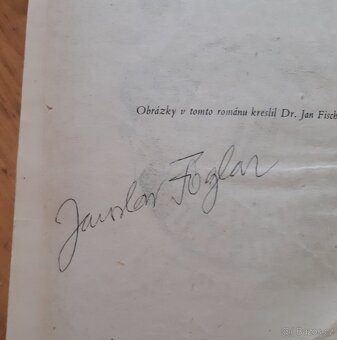 Obrázky v tomto románu kreslil Dr. Jan Fisch
Jaroslav Foglar